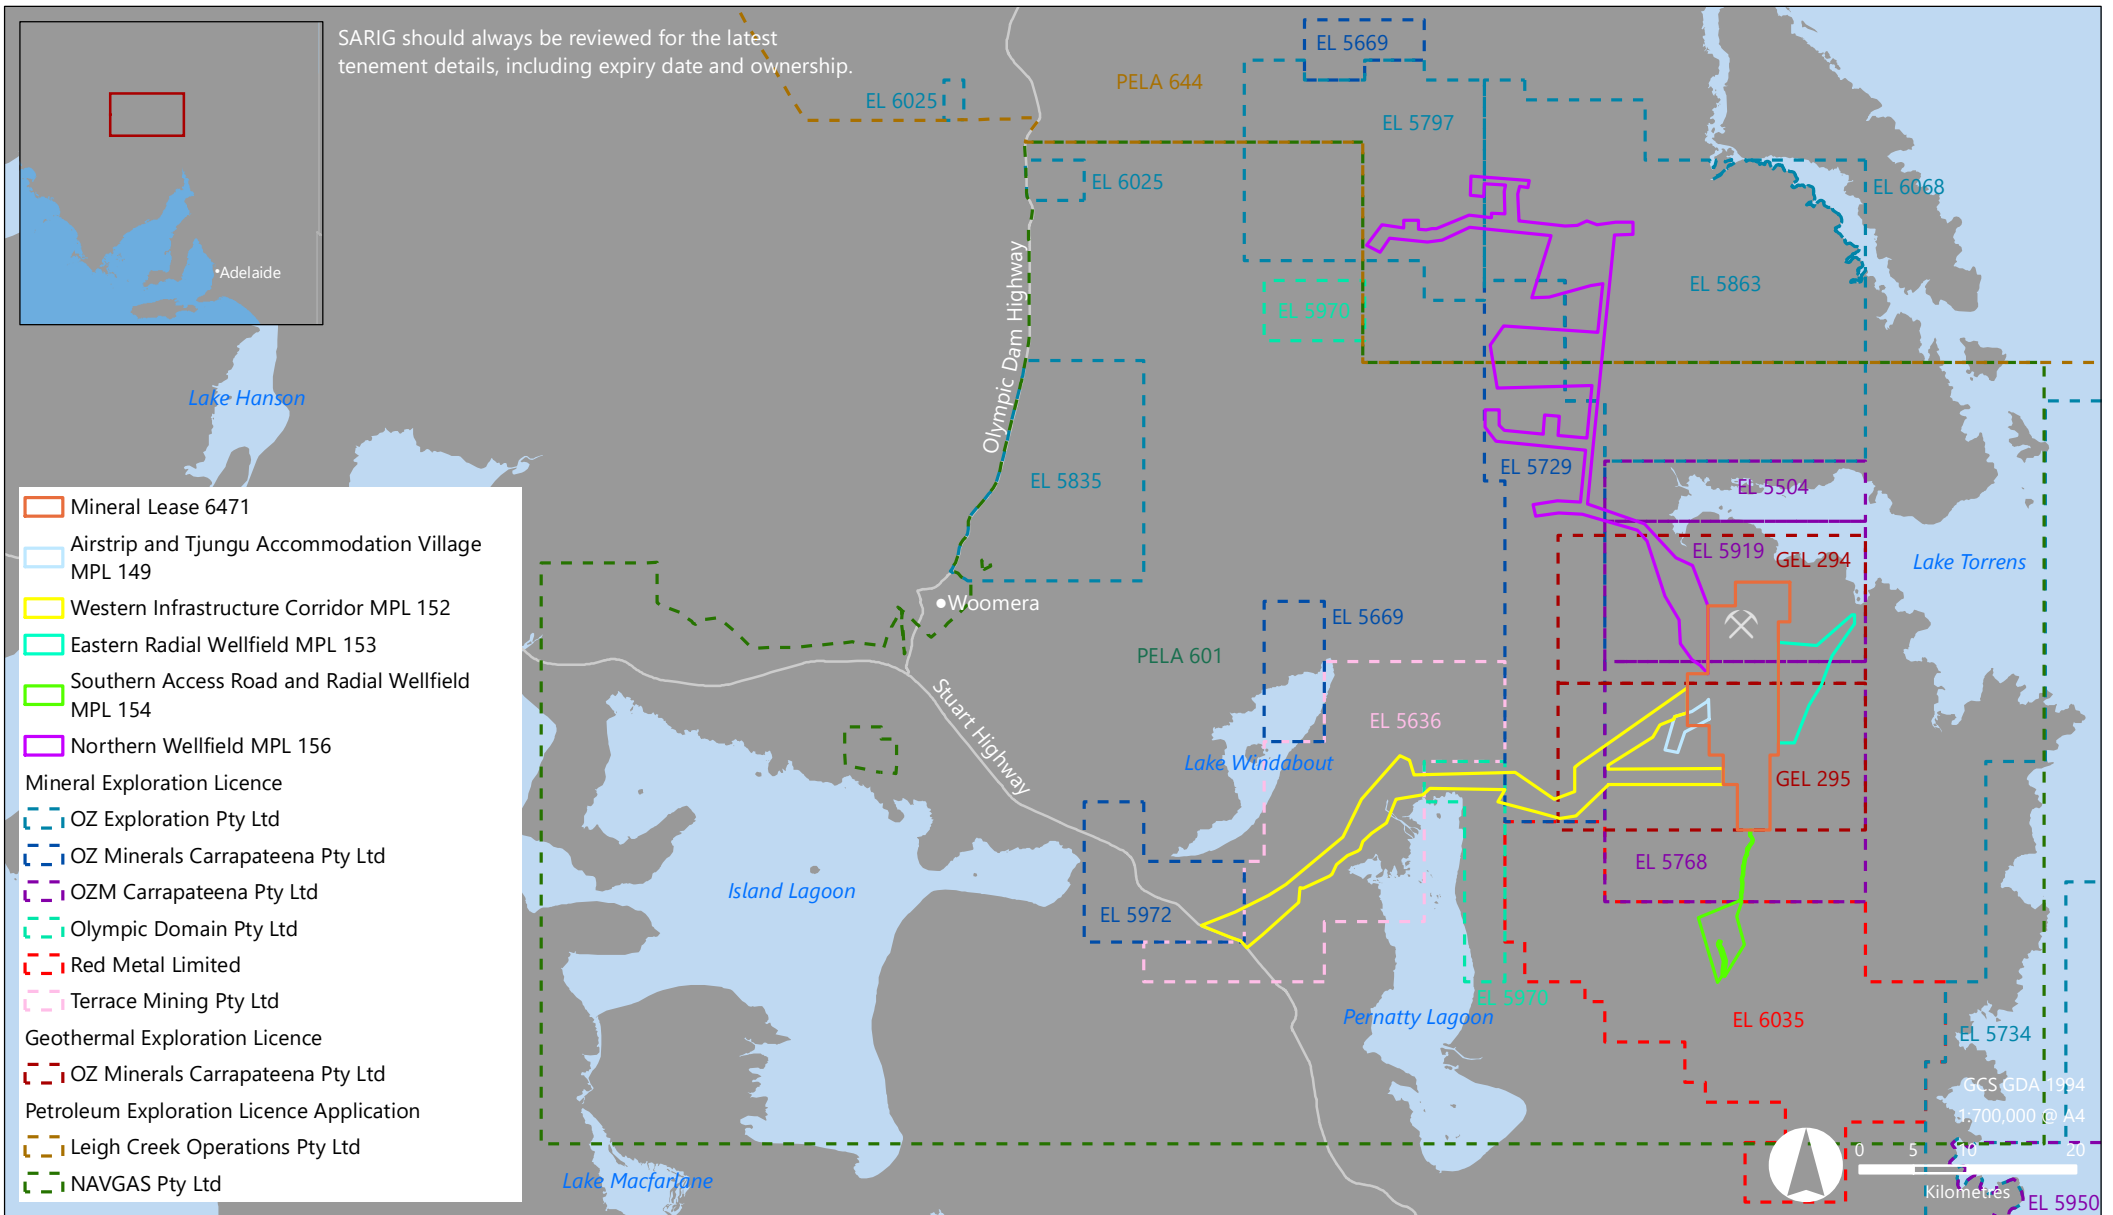 SARIG should always be reviewed for the latest
tenement details, including expiry date and ownership.
Adelaide
EL 5669
PELA 644
EL 6025
EL 5797
EL 6025
EL 6068
EL 5863
EL 5970
Olympic Dam Highway
Lake Hanson
EL 5835
EL 5729
EL 5504
EL 5919
GEL 294
Lake Torrens
Woomera
EL 5669
PELA 601
Stuart Highway
EL 5636
Lake Windabout
GEL 295
EL 5768
Island Lagoon
EL 5972
EL 5970
Pernatty Lagoon
EL 6035
EL 5734
Lake Macfarlane
EL 5950
Mineral Lease 6471
Airstrip and Tjungu Accommodation Village
MPL 149
Western Infrastructure Corridor MPL 152
Eastern Radial Wellfield MPL 153
Southern Access Road and Radial Wellfield
MPL 154
Northern Wellfield MPL 156
Mineral Exploration Licence
OZ Exploration Pty Ltd
OZ Minerals Carrapateena Pty Ltd
OZM Carrapateena Pty Ltd
Olympic Domain Pty Ltd
Red Metal Limited
Terrace Mining Pty Ltd
Geothermal Exploration Licence
OZ Minerals Carrapateena Pty Ltd
Petroleum Exploration Licence Application
Leigh Creek Operations Pty Ltd
NAVGAS Pty Ltd
GCS GDA 1994
1:700,000 @ A4
0 5 10 20
Kilometres